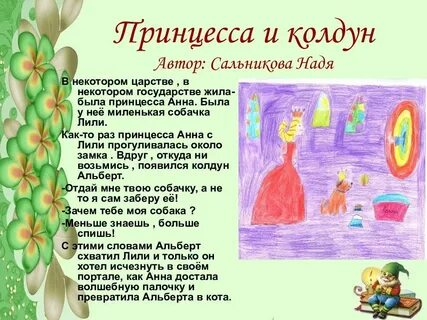 Принцесса и колдун
Автор: Сальникова Надя
В некотором царстве , в
некотором государстве жила-
была принцесса Анна. Была
у неё миленькая собачка
Лили.
Как-то раз принцесса Анна с
Лили прогуливалась около
замка . Вдруг , откуда ни
возьмись , появился колдун
Альберт.
-Отдай мне твою собачку, а не
то я сам заберу её!
-Зачем тебе моя собака ?
-Меньше знаешь , больше
спишь!
С этими словами Альберт
схватил Лили и только он
хотел исчезнуть в своём
портале, как Анна достала
волшебную палочку и
превратила Альберта в кота.